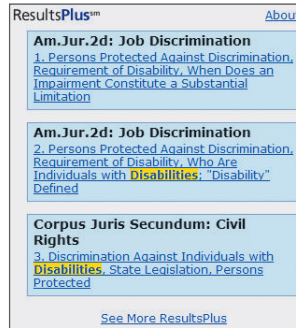 ResultsPlus℠ About
Am.Jur.2d: Job Discrimination
1. Persons Protected Against Discrimination,
Requirement of Disability, When Does an
Impairment Constitute a Substantial
Limitation
Am.Jur.2d: Job Discrimination
2. Persons Protected Against Discrimination,
Requirement of Disability, Who Are
Individuals with Disabilities; "Disability"
Defined
Corpus Juris Secundum: Civil
Rights
3. Discrimination Against Individuals with
Disabilities, State Legislation, Persons
Protected
See More ResultsPlus